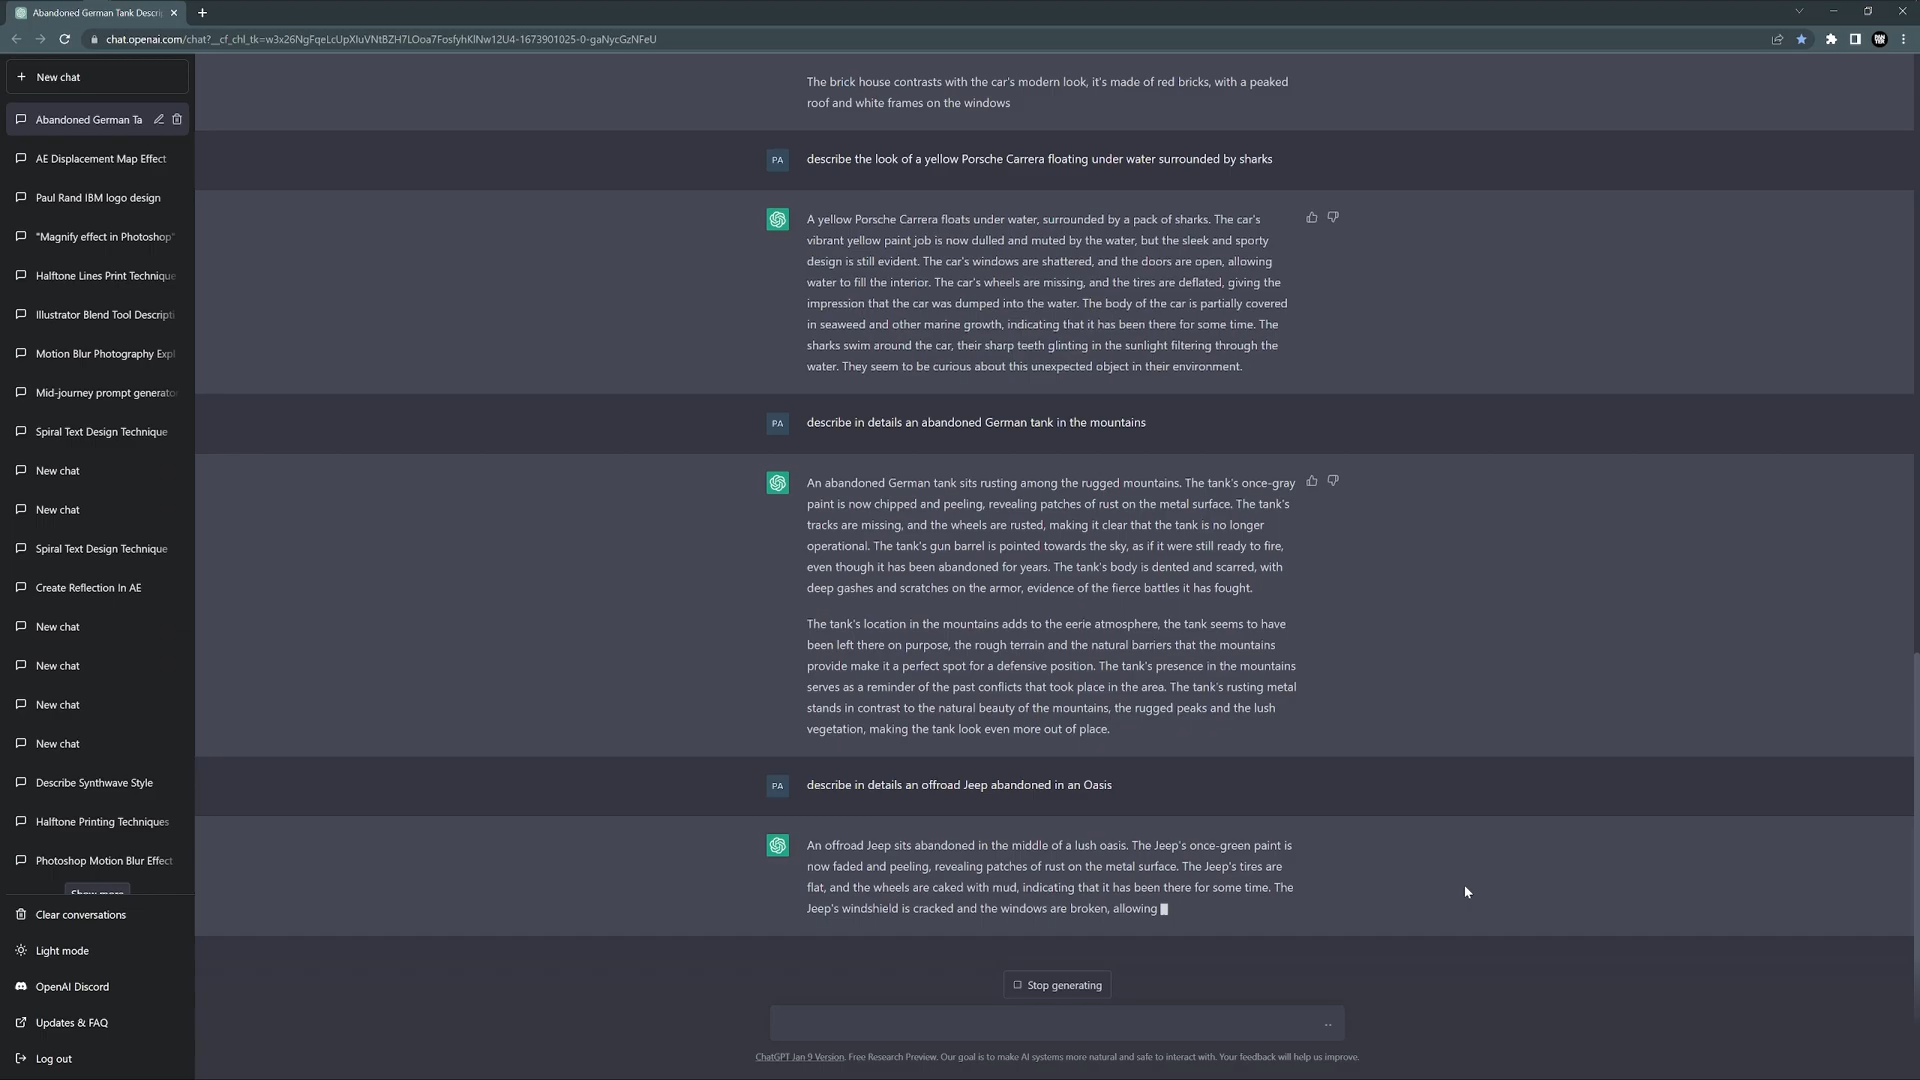 Abandoned German Tank Descri
chat.openai.com/chat?__cf_chl_tk=w3x26NgFqeLcUpXluVNtBZH7LOoa7FosfyhKlNw12U4-1673901025-0-gaNycGzNFeU
New chat
Abandoned German Ta
AE Displacement Map Effect
Paul Rand IBM logo design
"Magnify effect in Photoshop"
Halftone Lines Print Technique
Illustrator Blend Tool Descripti
Motion Blur Photography Expl
Mid-journey prompt generator
Spiral Text Design Technique
New chat
New chat
Spiral Text Design Technique
Create Reflection In AE
New chat
New chat
New chat
New chat
Describe Synthwave Style
Halftone Printing Techniques
Photoshop Motion Blur Effect
Show more
Clear conversations
Light mode
OpenAI Discord
Updates & FAQ
Log out
The brick house contrasts with the car's modern look, it's made of red bricks, with a peaked
roof and white frames on the windows
PA
describe the look of a yellow Porsche Carrera floating under water surrounded by sharks
A yellow Porsche Carrera floats under water, surrounded by a pack of sharks. The car's
vibrant yellow paint job is now dulled and muted by the water, but the sleek and sporty
design is still evident. The car's windows are shattered, and the doors are open, allowing
water to fill the interior. The car's wheels are missing, and the tires are deflated, giving the
impression that the car was dumped into the water. The body of the car is partially covered
in seaweed and other marine growth, indicating that it has been there for some time. The
sharks swim around the car, their sharp teeth glinting in the sunlight filtering through the
water. They seem to be curious about this unexpected object in their environment.
PA
describe in details an abandoned German tank in the mountains
An abandoned German tank sits rusting among the rugged mountains. The tank's once-gray
paint is now chipped and peeling, revealing patches of rust on the metal surface. The tank's
tracks are missing, and the wheels are rusted, making it clear that the tank is no longer
operational. The tank's gun barrel is pointed towards the sky, as if it were still ready to fire,
even though it has been abandoned for years. The tank's body is dented and scarred, with
deep gashes and scratches on the armor, evidence of the fierce battles it has fought.
The tank's location in the mountains adds to the eerie atmosphere, the tank seems to have
been left there on purpose, the rough terrain and the natural barriers that the mountains
provide make it a perfect spot for a defensive position. The tank's presence in the mountains
serves as a reminder of the past conflicts that took place in the area. The tank's rusting metal
stands in contrast to the natural beauty of the mountains, the rugged peaks and the lush
vegetation, making the tank look even more out of place.
PA
describe in details an offroad Jeep abandoned in an Oasis
An offroad Jeep sits abandoned in the middle of a lush oasis. The Jeep's once-green paint is
now faded and peeling, revealing patches of rust on the metal surface. The Jeep's tires are
flat, and the wheels are caked with mud, indicating that it has been there for some time. The
Jeep's windshield is cracked and the windows are broken, allowing
Stop generating
ChatGPT Jan 9 Version. Free Research Preview. Our goal is to make AI systems more natural and safe to interact with. Your feedback will help us improve.